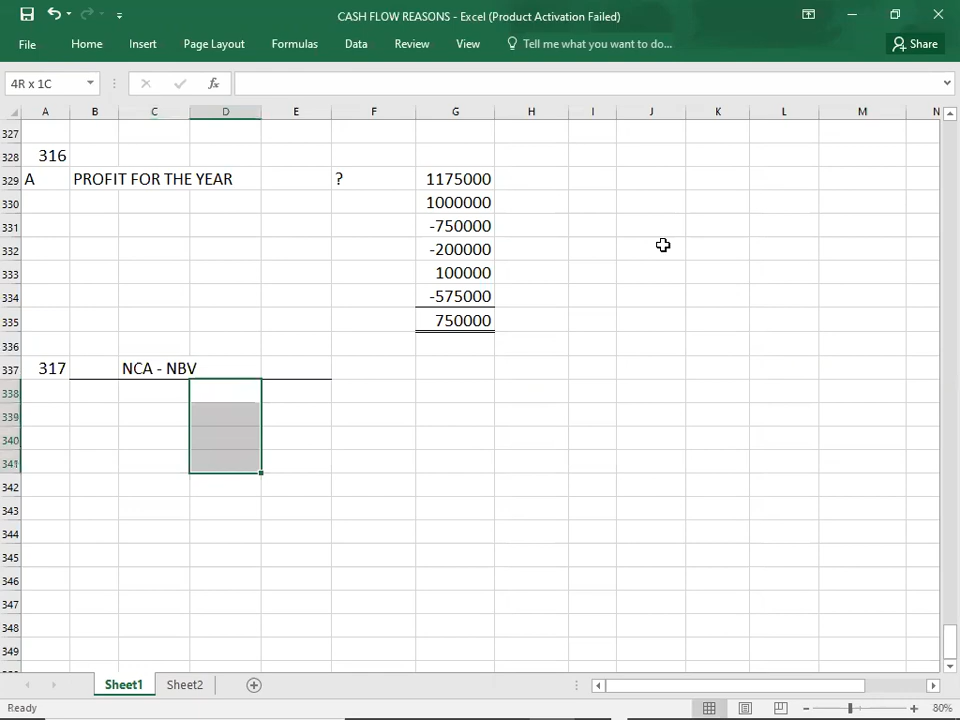 CASH FLOW REASONS - Excel (Product Activation Failed)
File Home Insert Page Layout Formulas Data Review View Tell me what you want to do... Share
4R x 1C fx
A B C D E F G H I J K L M N
327
328 316
329 A PROFIT FOR THE YEAR ? 1175000
330 1000000
331 -750000
332 -200000
333 100000
334 -575000
335 750000
336
337 317 NCA - NBV
338
339
340
341
342
343
344
345
346
347
348
349
Sheet1 Sheet2
Ready 80%